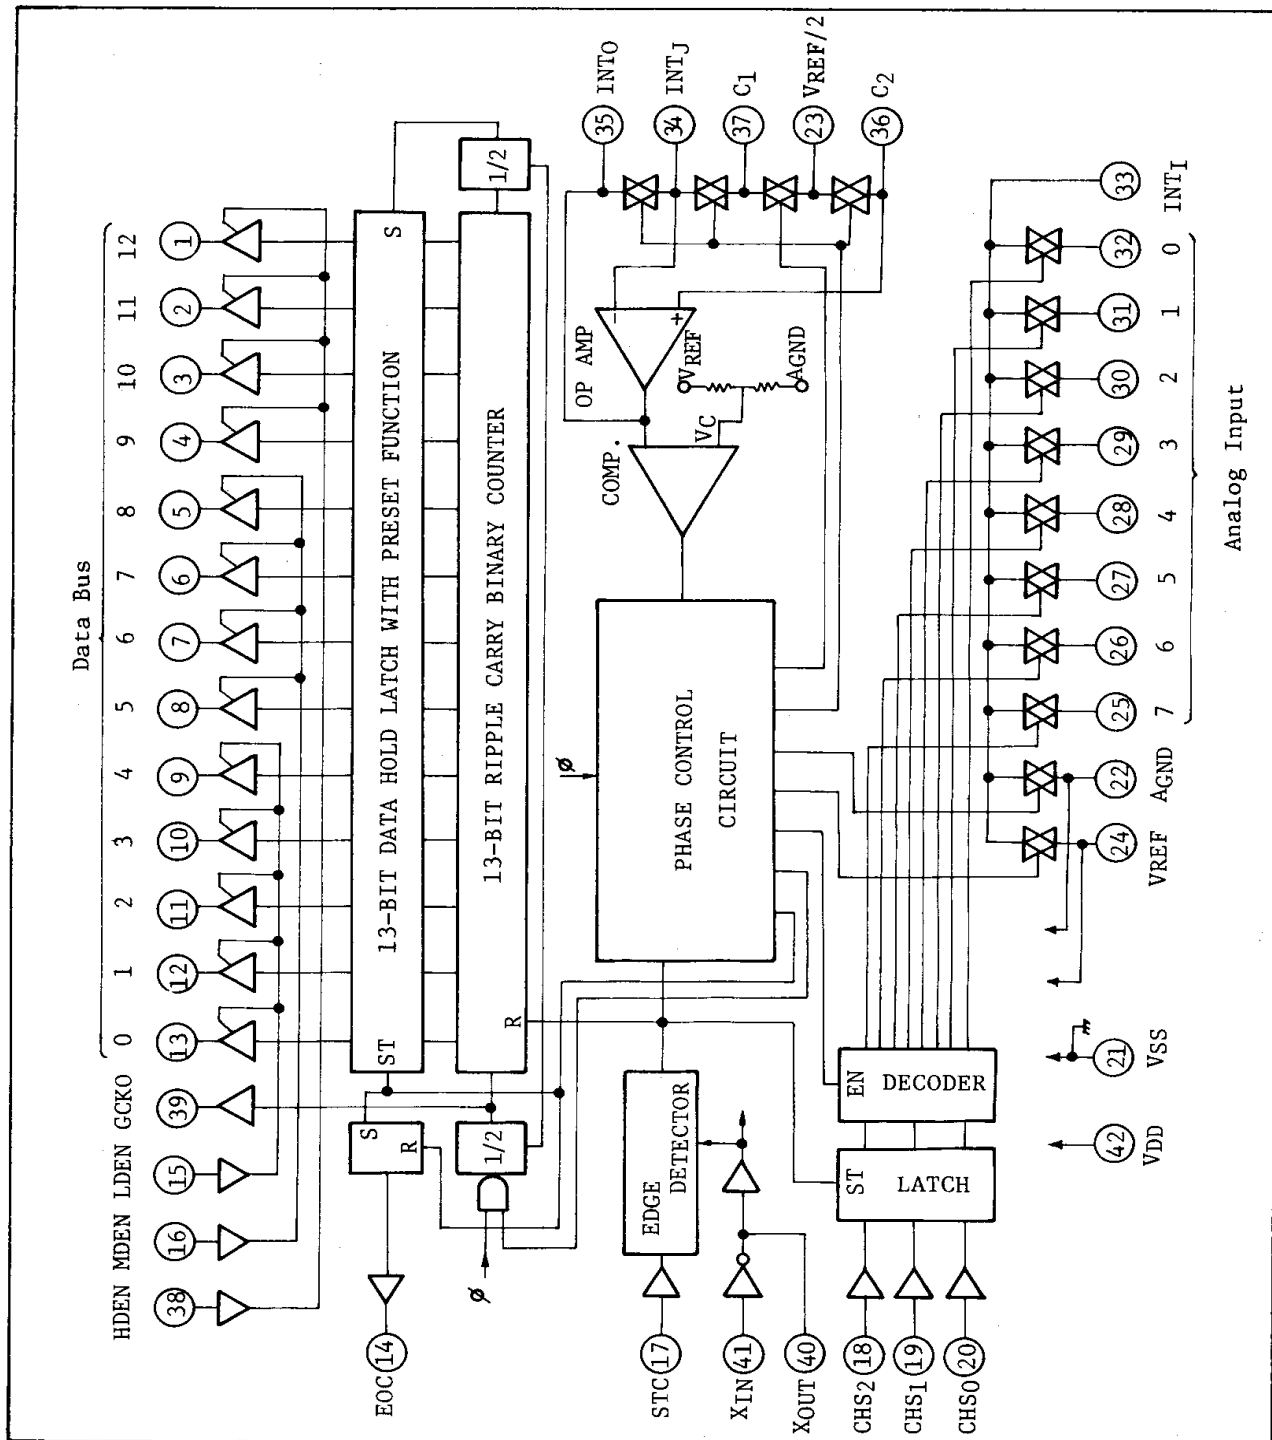 Data Bus
HDEN MDEN LDEN GCKO 0 1 2 3 4 5 6 7 8 9 10 11 12
38 16 15 39 13 12 11 10 9 8 7 6 5 4 3 2 1
ST 13-BIT DATA HOLD LATCH WITH PRESET FUNCTION S
S
R
EOC 14
13-BIT RIPPLE CARRY BINARY COUNTER
R
1/2
1/2
ø
ø
PHASE CONTROL
CIRCUIT
COMP.
VC
OP AMP
-
+
VREF
AGND
35 INTO
34 INTJ
37 C1
23 VREF/2
36 C2
STC 17
EDGE
DETECTOR
XIN 41
XOUT 40
CHS2 18
CHS1 19
CHS0 20
ST
LATCH
EN
DECODER
42 21 24 22 25 26 27 28 29 30 31 32 33
VDD VSS VREF AGND 7 6 5 4 3 2 1 0 INTI
Analog Input